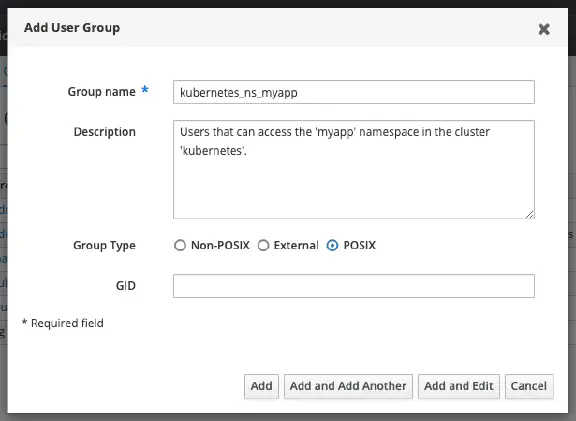 Add User Group
Group name *
kubernetes_ns_myapp
Description
Users that can access the 'myapp' namespace in the cluster
'kubernetes'.
Group Type
Non-POSIX
External
POSIX
GID
* Required field
Add
Add and Add Another
Add and Edit
Cancel